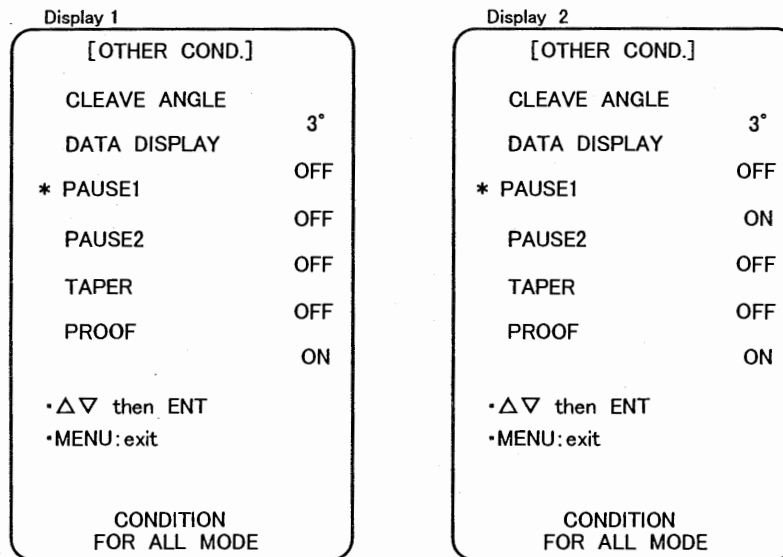 Display 1
[OTHER COND.]
CLEAVE ANGLE
3°
DATA DISPLAY
OFF
* PAUSE1
OFF
PAUSE2
OFF
TAPER
OFF
PROOF
ON
・△▽ then ENT
・MENU:exit
CONDITION
FOR ALL MODE
Display 2
[OTHER COND.]
CLEAVE ANGLE
3°
DATA DISPLAY
OFF
* PAUSE1
ON
PAUSE2
OFF
TAPER
OFF
PROOF
ON
・△▽ then ENT
・MENU:exit
CONDITION
FOR ALL MODE